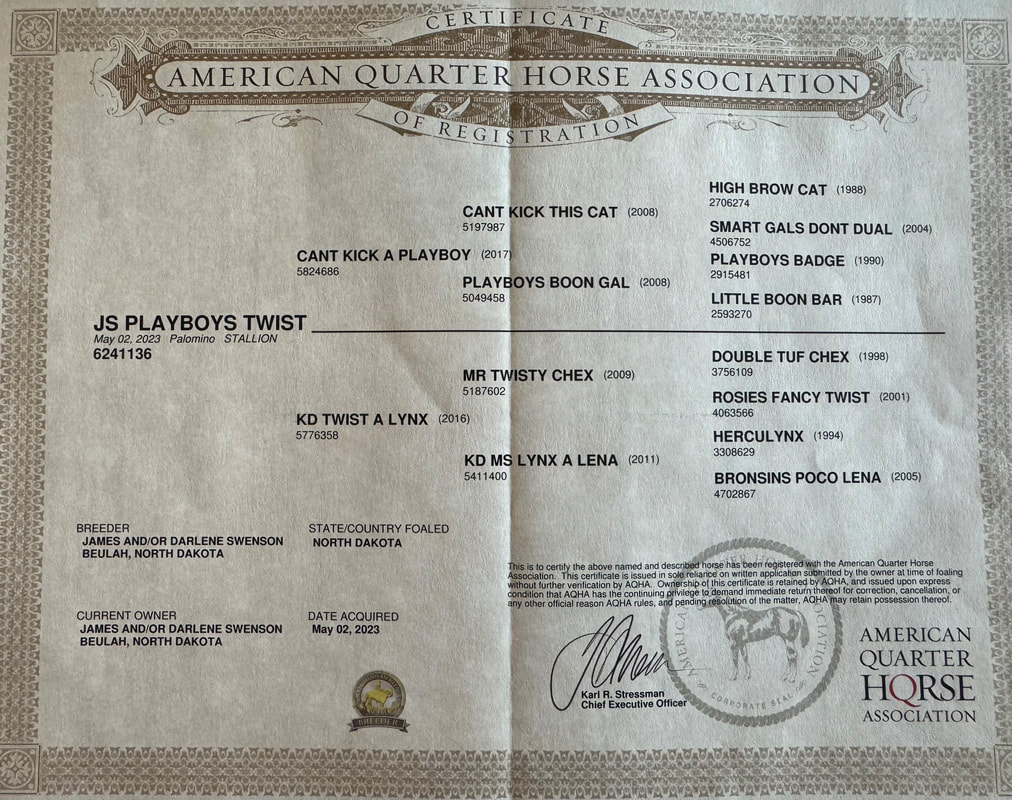 CERTIFICATE
AMERICAN QUARTER HORSE ASSOCIATION
OF REGISTRATION
HIGH BROW CAT (1988)
2706274
CANT KICK THIS CAT (2008)
5197987
SMART GALS DONT DUAL (2004)
4506752
CANT KICK A PLAYBOY (2017)
5824686
PLAYBOYS BADGE (1990)
2915481
PLAYBOYS BOON GAL (2008)
5049458
LITTLE BOON BAR (1987)
2593270
JS PLAYBOYS TWIST
May 02, 2023 Palomino STALLION
6241136
DOUBLE TUF CHEX (1998)
3756109
MR TWISTY CHEX (2009)
5187602
ROSIES FANCY TWIST (2001)
4063566
KD TWIST A LYNX (2016)
5776358
HERCULYNX (1994)
3308629
KD MS LYNX A LENA (2011)
5411400
BRONSINS POCO LENA (2005)
4702867
BREEDER
JAMES AND/OR DARLENE SWENSON
BEULAH, NORTH DAKOTA
STATE/COUNTRY FOALED
NORTH DAKOTA
This is to certify the above named and described horse has been registered with the American Quarter Horse
Association. This certificate is issued in sole reliance on written application submitted by the owner at time of foaling
without further verification by AQHA. Ownership of this certificate is retained by AQHA, and issued upon express
condition that AQHA has the continuing privilege to demand immediate return thereof for correction, cancellation, or
any other official reason AQHA rules, and pending resolution of the matter, AQHA may retain possession thereof.
CURRENT OWNER
JAMES AND/OR DARLENE SWENSON
BEULAH, NORTH DAKOTA
DATE ACQUIRED
May 02, 2023
BREEDER
Karl R. Stressman
Chief Executive Officer
CORPORATE SEAL
AMERICAN
QUARTER
HORSE
ASSOCIATION